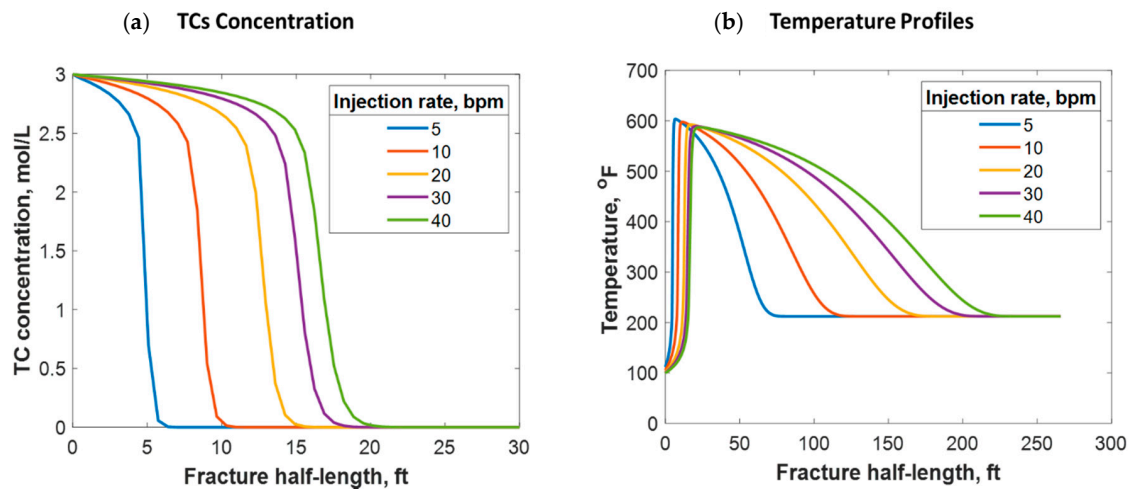 (a) TCs Concentration
3
2.5
2
1.5
1
0.5
0
TC concentration, mol/L
0 5 10 15 20 25 30
Fracture half-length, ft
Injection rate, bpm
5
10
20
30
40
(b) Temperature Profiles
700
600
500
400
300
200
100
0
Temperature, °F
0 50 100 150 200 250 300
Fracture half-length, ft
Injection rate, bpm
5
10
20
30
40